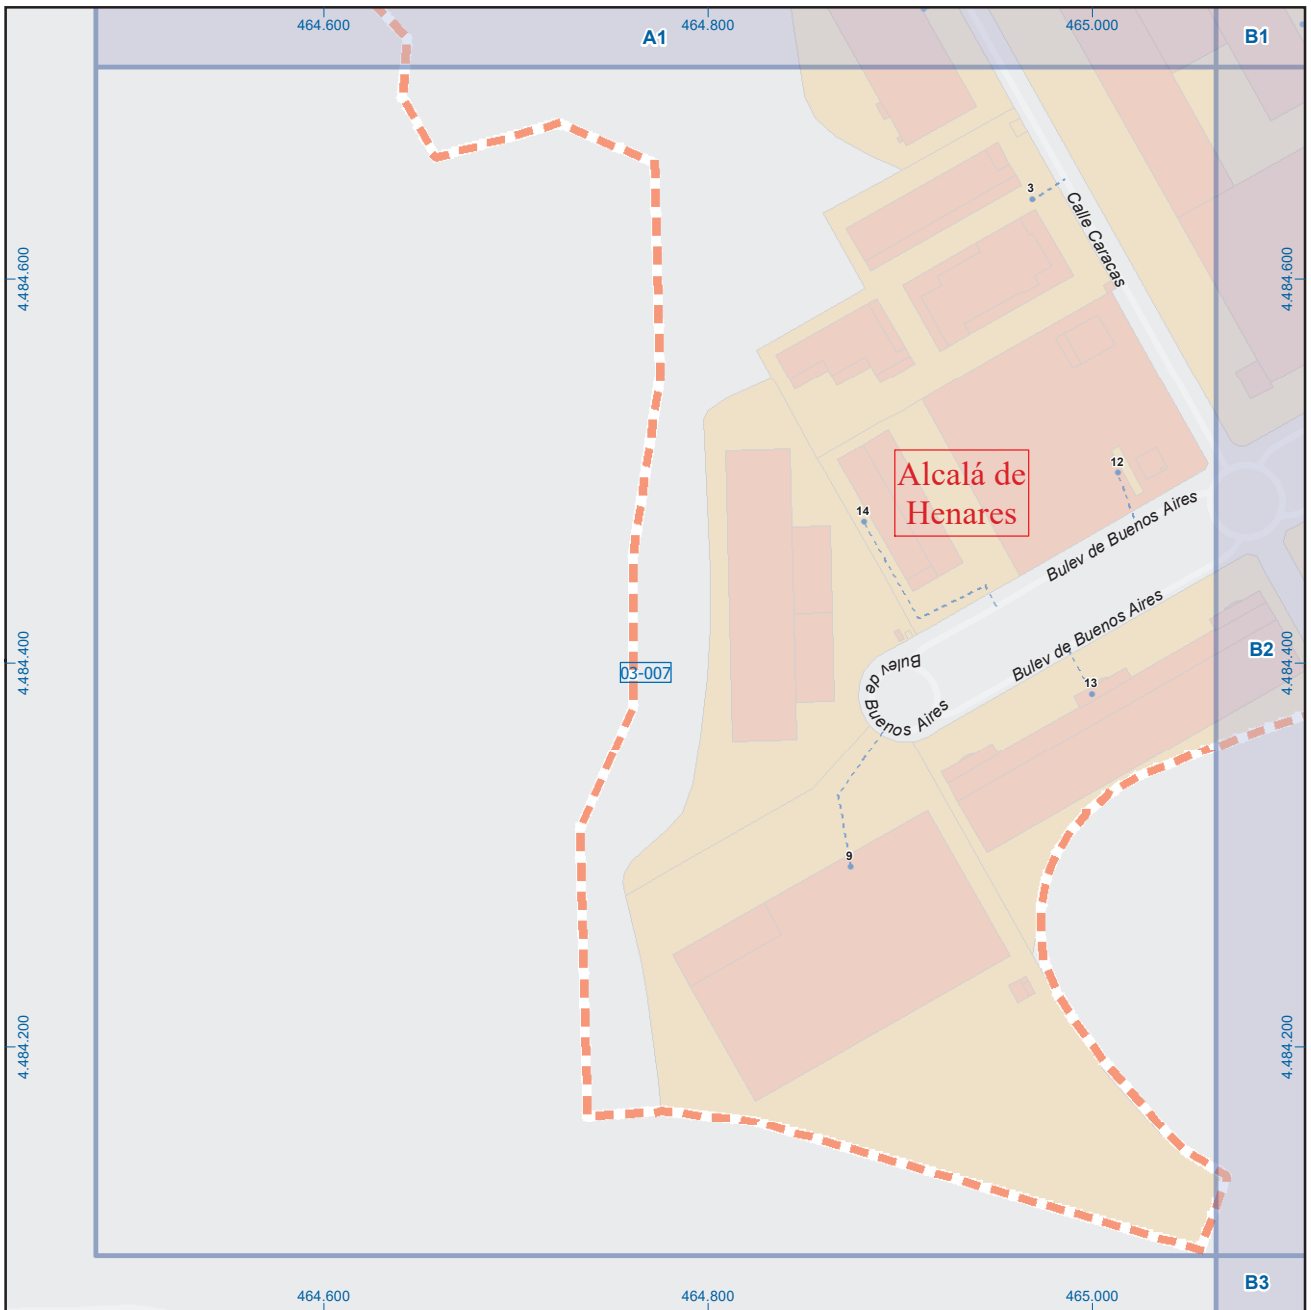 464.600
464.800
465.000
A1
B1
3
Calle Caracas
4.484.600
4.484.600
12
Alcalá de
Henares
14
Bulev de Buenos Aires
Bulev de Buenos Aires
4.484.400
B2
4.484.400
03-007
Bulev de Buenos Aires
13
9
4.484.200
4.484.200
B3
464.600
464.800
465.000